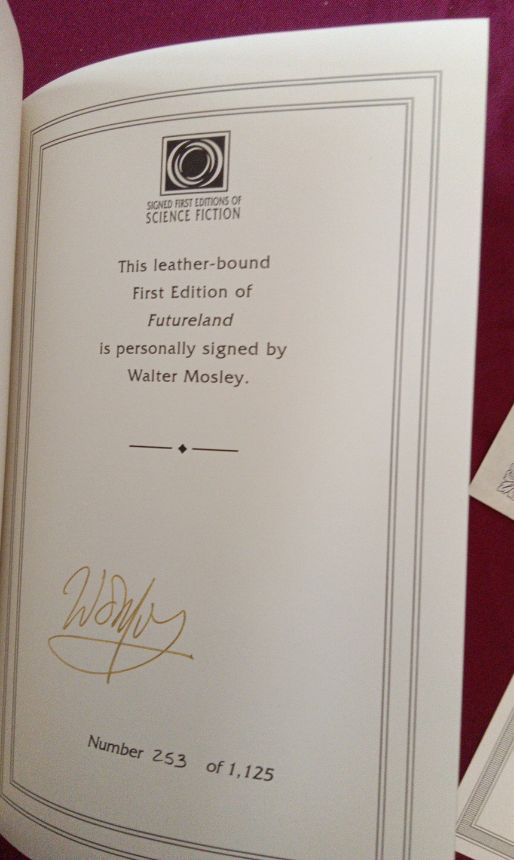 SIGNED FIRST EDITIONS OF
SCIENCE FICTION
This leather-bound
First Edition of
Futureland
is personally signed by
Walter Mosley.
Number 253 of 1,125